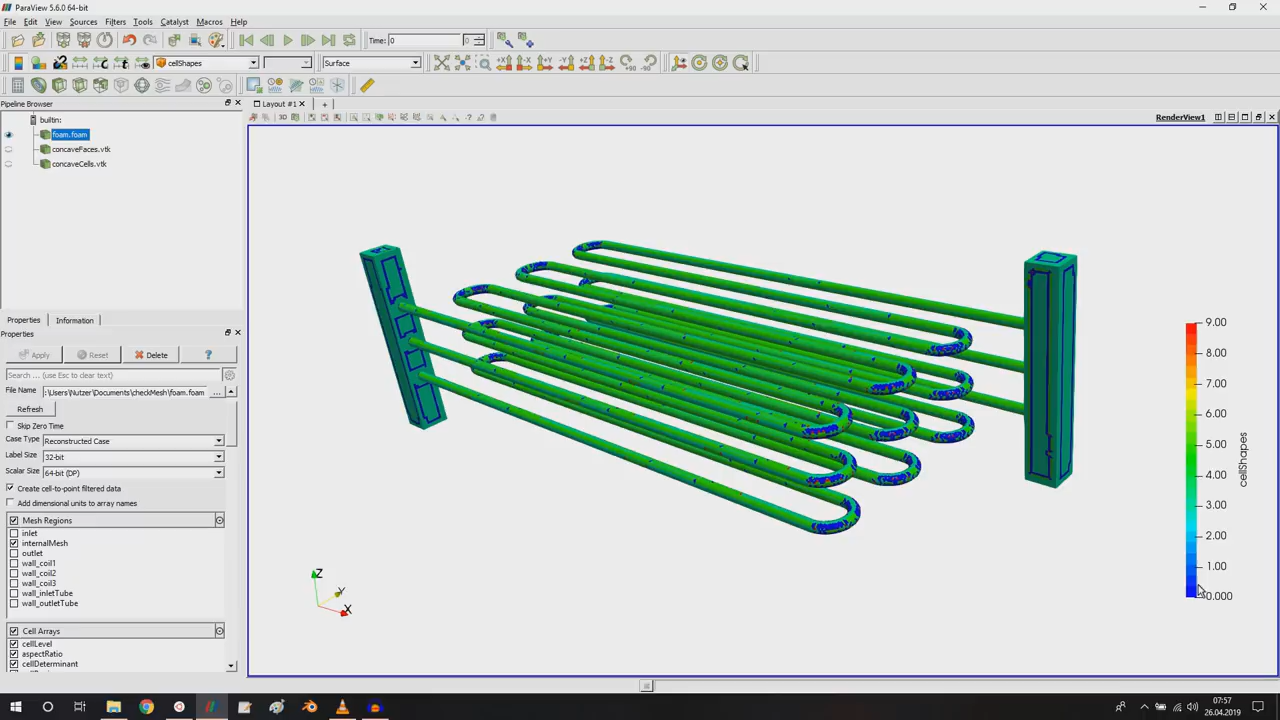 ParaView 5.6.0 64-bit
File Edit View Sources Filters Tools Catalyst Macros Help
Time: 0 0
cellShapes Surface
+X -X +Y -Y +Z -Z +90 -90
Pipeline Browser
Layout #1 +
3D
RenderView1
builtin:
foam.foam
concaveFaces.vtk
concaveCells.vtk
Properties Information
Properties
Apply Reset Delete ?
Search ... (use Esc to clear text)
File Name :\Users\Nutzer\Documents\checkMesh\foam.foam ...
Refresh
Skip Zero Time
Case Type Reconstructed Case
Label Size 32-bit
Scalar Size 64-bit (DP)
Create cell-to-point filtered data
Add dimensional units to array names
Mesh Regions
inlet
internalMesh
outlet
wall_coil1
wall_coil2
wall_coil3
wall_inletTube
wall_outletTube
Cell Arrays
cellLevel
aspectRatio
cellDeterminant
9.00
8.00
7.00
6.00
5.00
4.00
3.00
2.00
1.00
0.000
cellShapes
Z
Y
X
07:57
26.04.2019